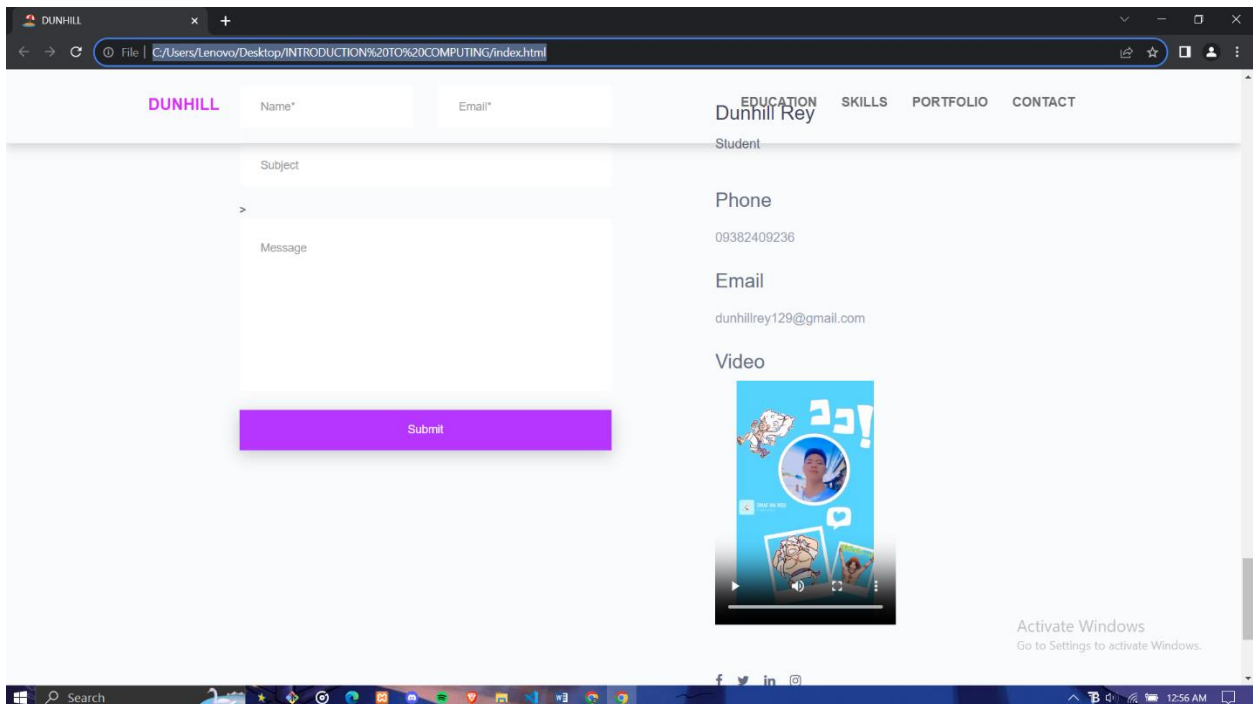 DUNHILL
File | C:/Users/Lenovo/Desktop/INTRODUCTION%20TO%20COMPUTING/index.html
DUNHILL
EDUCATION SKILLS PORTFOLIO CONTACT
Name* Email*
Subject
>
Message
Submit
Dunhill Rey
Student
Phone
09382409236
Email
dunhillrey129@gmail.com
Video
Activate Windows
Go to Settings to activate Windows.
Search
12:56 AM